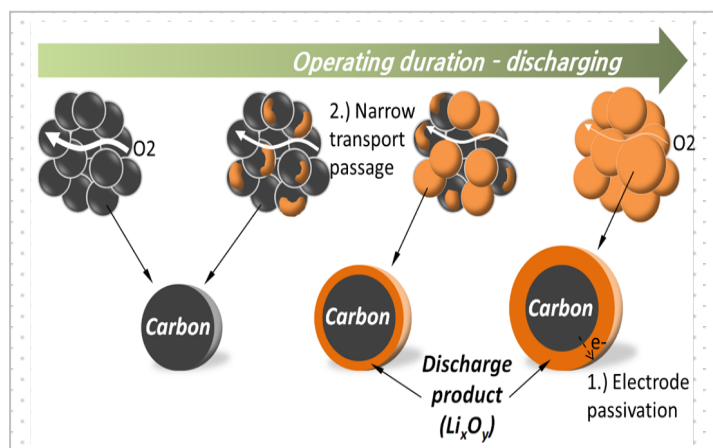 Operating duration - discharging
O2
2.) Narrow
transport
passage
O2
Carbon
Carbon
Carbon
e-
Discharge
product
(LixOy)
1.) Electrode
passivation